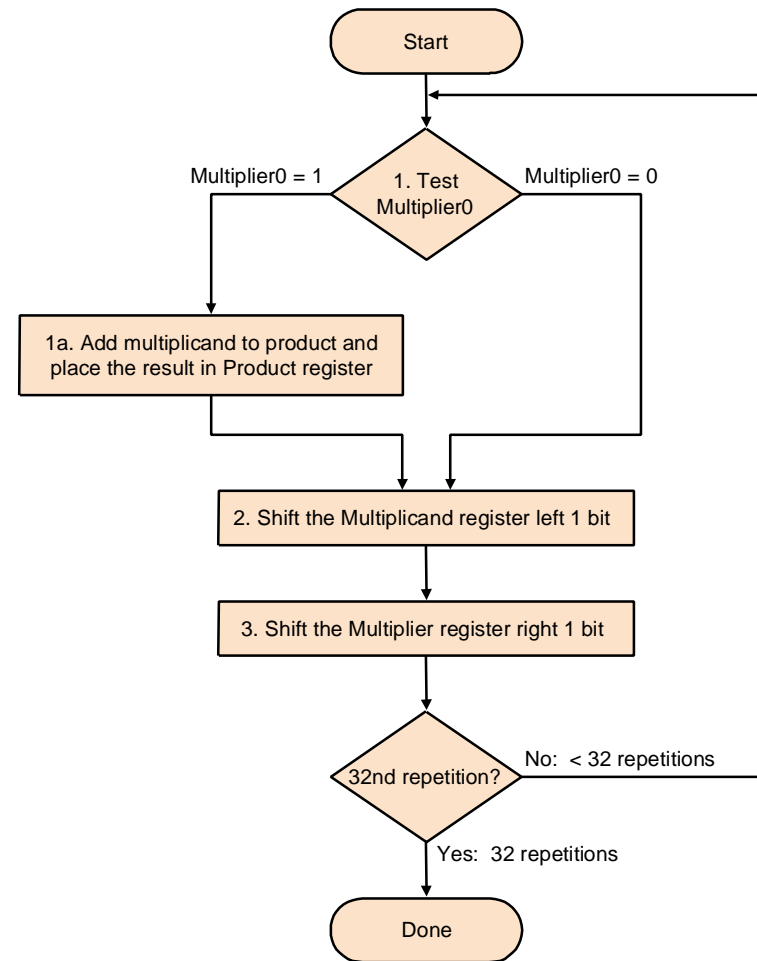 Start
Multiplier0 = 1
1. Test
Multiplier0
Multiplier0 = 0
1a. Add multiplicand to product and
place the result in Product register
2. Shift the Multiplicand register left 1 bit
3. Shift the Multiplier register right 1 bit
32nd repetition?
No: < 32 repetitions
Yes: 32 repetitions
Done